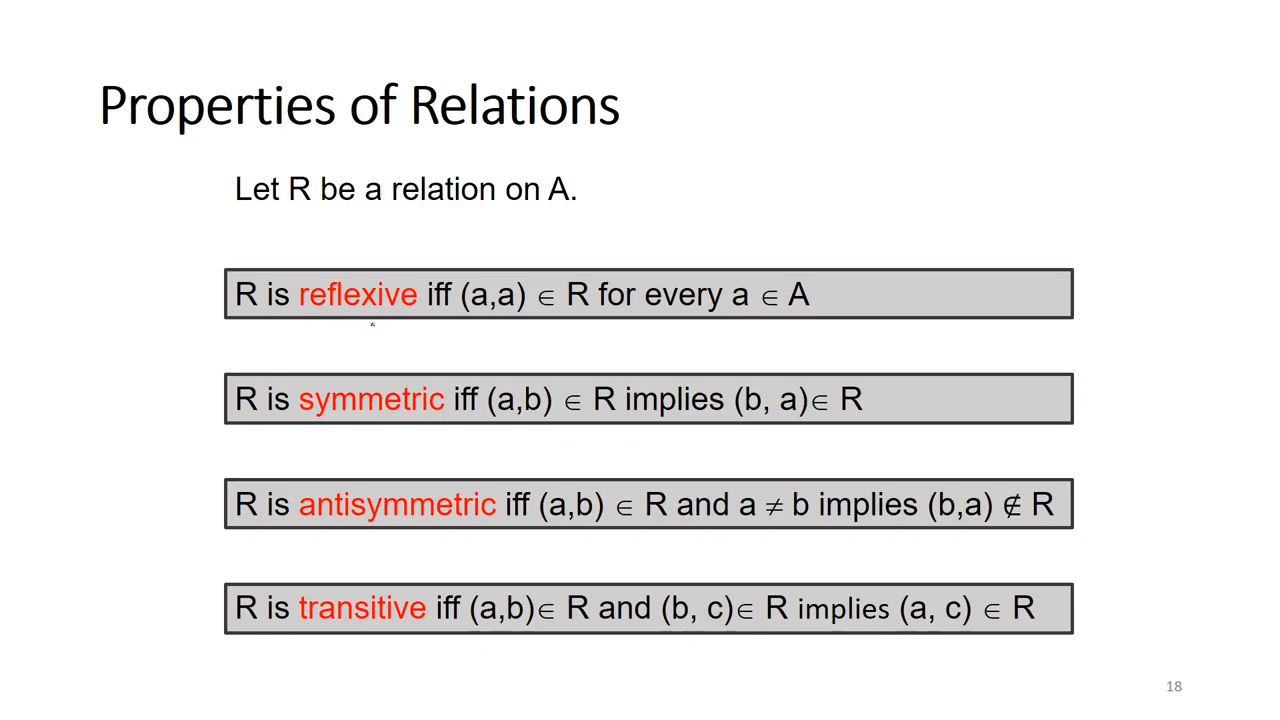 Properties of Relations
Let R be a relation on A.
R is reflexive iff (a,a) ∈ R for every a ∈ A
R is symmetric iff (a,b) ∈ R implies (b, a)∈ R
R is antisymmetric iff (a,b) ∈ R and a ≠ b implies (b,a) ∉ R
R is transitive iff (a,b)∈ R and (b, c)∈ R implies (a, c) ∈ R
18